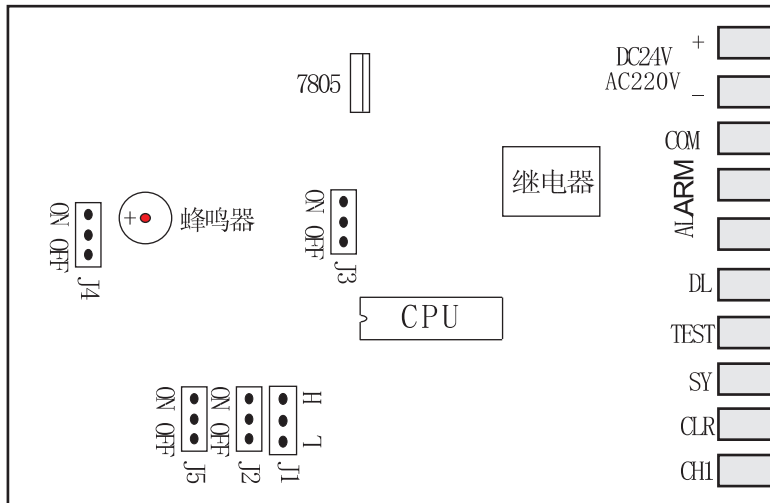 +
DC24V
AC220V
−
7805
COM
继电器
ALARM
ON OFF
J4
+
蜂鸣器
ON OFF
J3
DL
CPU
TEST
SY
ON OFF
J5
ON OFF
J2
H L
J1
CLR
CH1